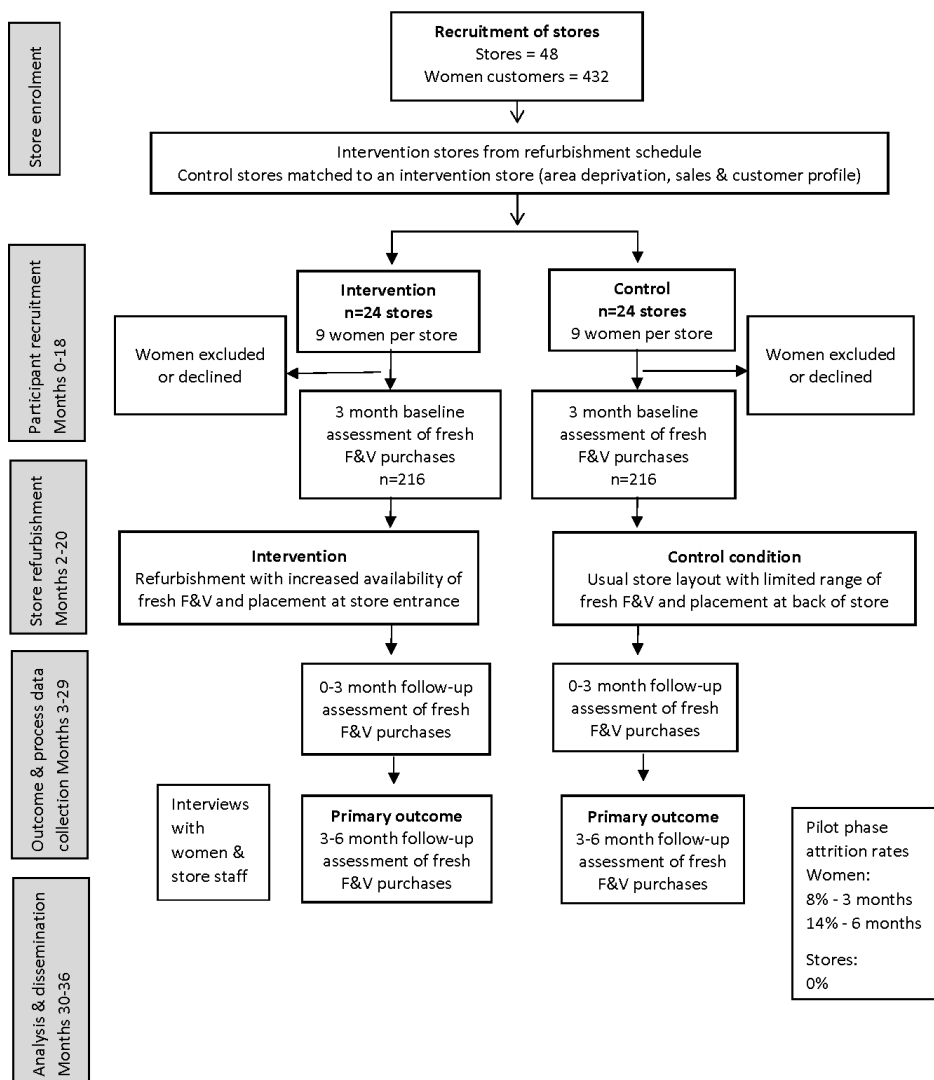 Recruitment of stores
Stores = 48
Women customers = 432
Store enrolment
Intervention stores from refurbishment schedule
Control stores matched to an intervention store (area deprivation, sales & customer profile)
Participant recruitment
Months 0-18
Intervention
n=24 stores
9 women per store
Control
n=24 stores
9 women per store
Women excluded
or declined
Women excluded
or declined
3 month baseline
assessment of fresh
F&V purchases
n=216
3 month baseline
assessment of fresh
F&V purchases
n=216
Store refurbishment
Months 2-20
Intervention
Refurbishment with increased availability of
fresh F&V and placement at store entrance
Control condition
Usual store layout with limited range of
fresh F&V and placement at back of store
Outcome & process data
collection Months 3-29
0-3 month follow-up
assessment of fresh
F&V purchases
0-3 month follow-up
assessment of fresh
F&V purchases
Interviews
with
women &
store staff
Primary outcome
3-6 month follow-up
assessment of fresh
F&V purchases
Primary outcome
3-6 month follow-up
assessment of fresh
F&V purchases
Pilot phase
attrition rates
Women:
8% - 3 months
14% - 6 months
Stores:
0%
Analysis & dissemination
Months 30-36